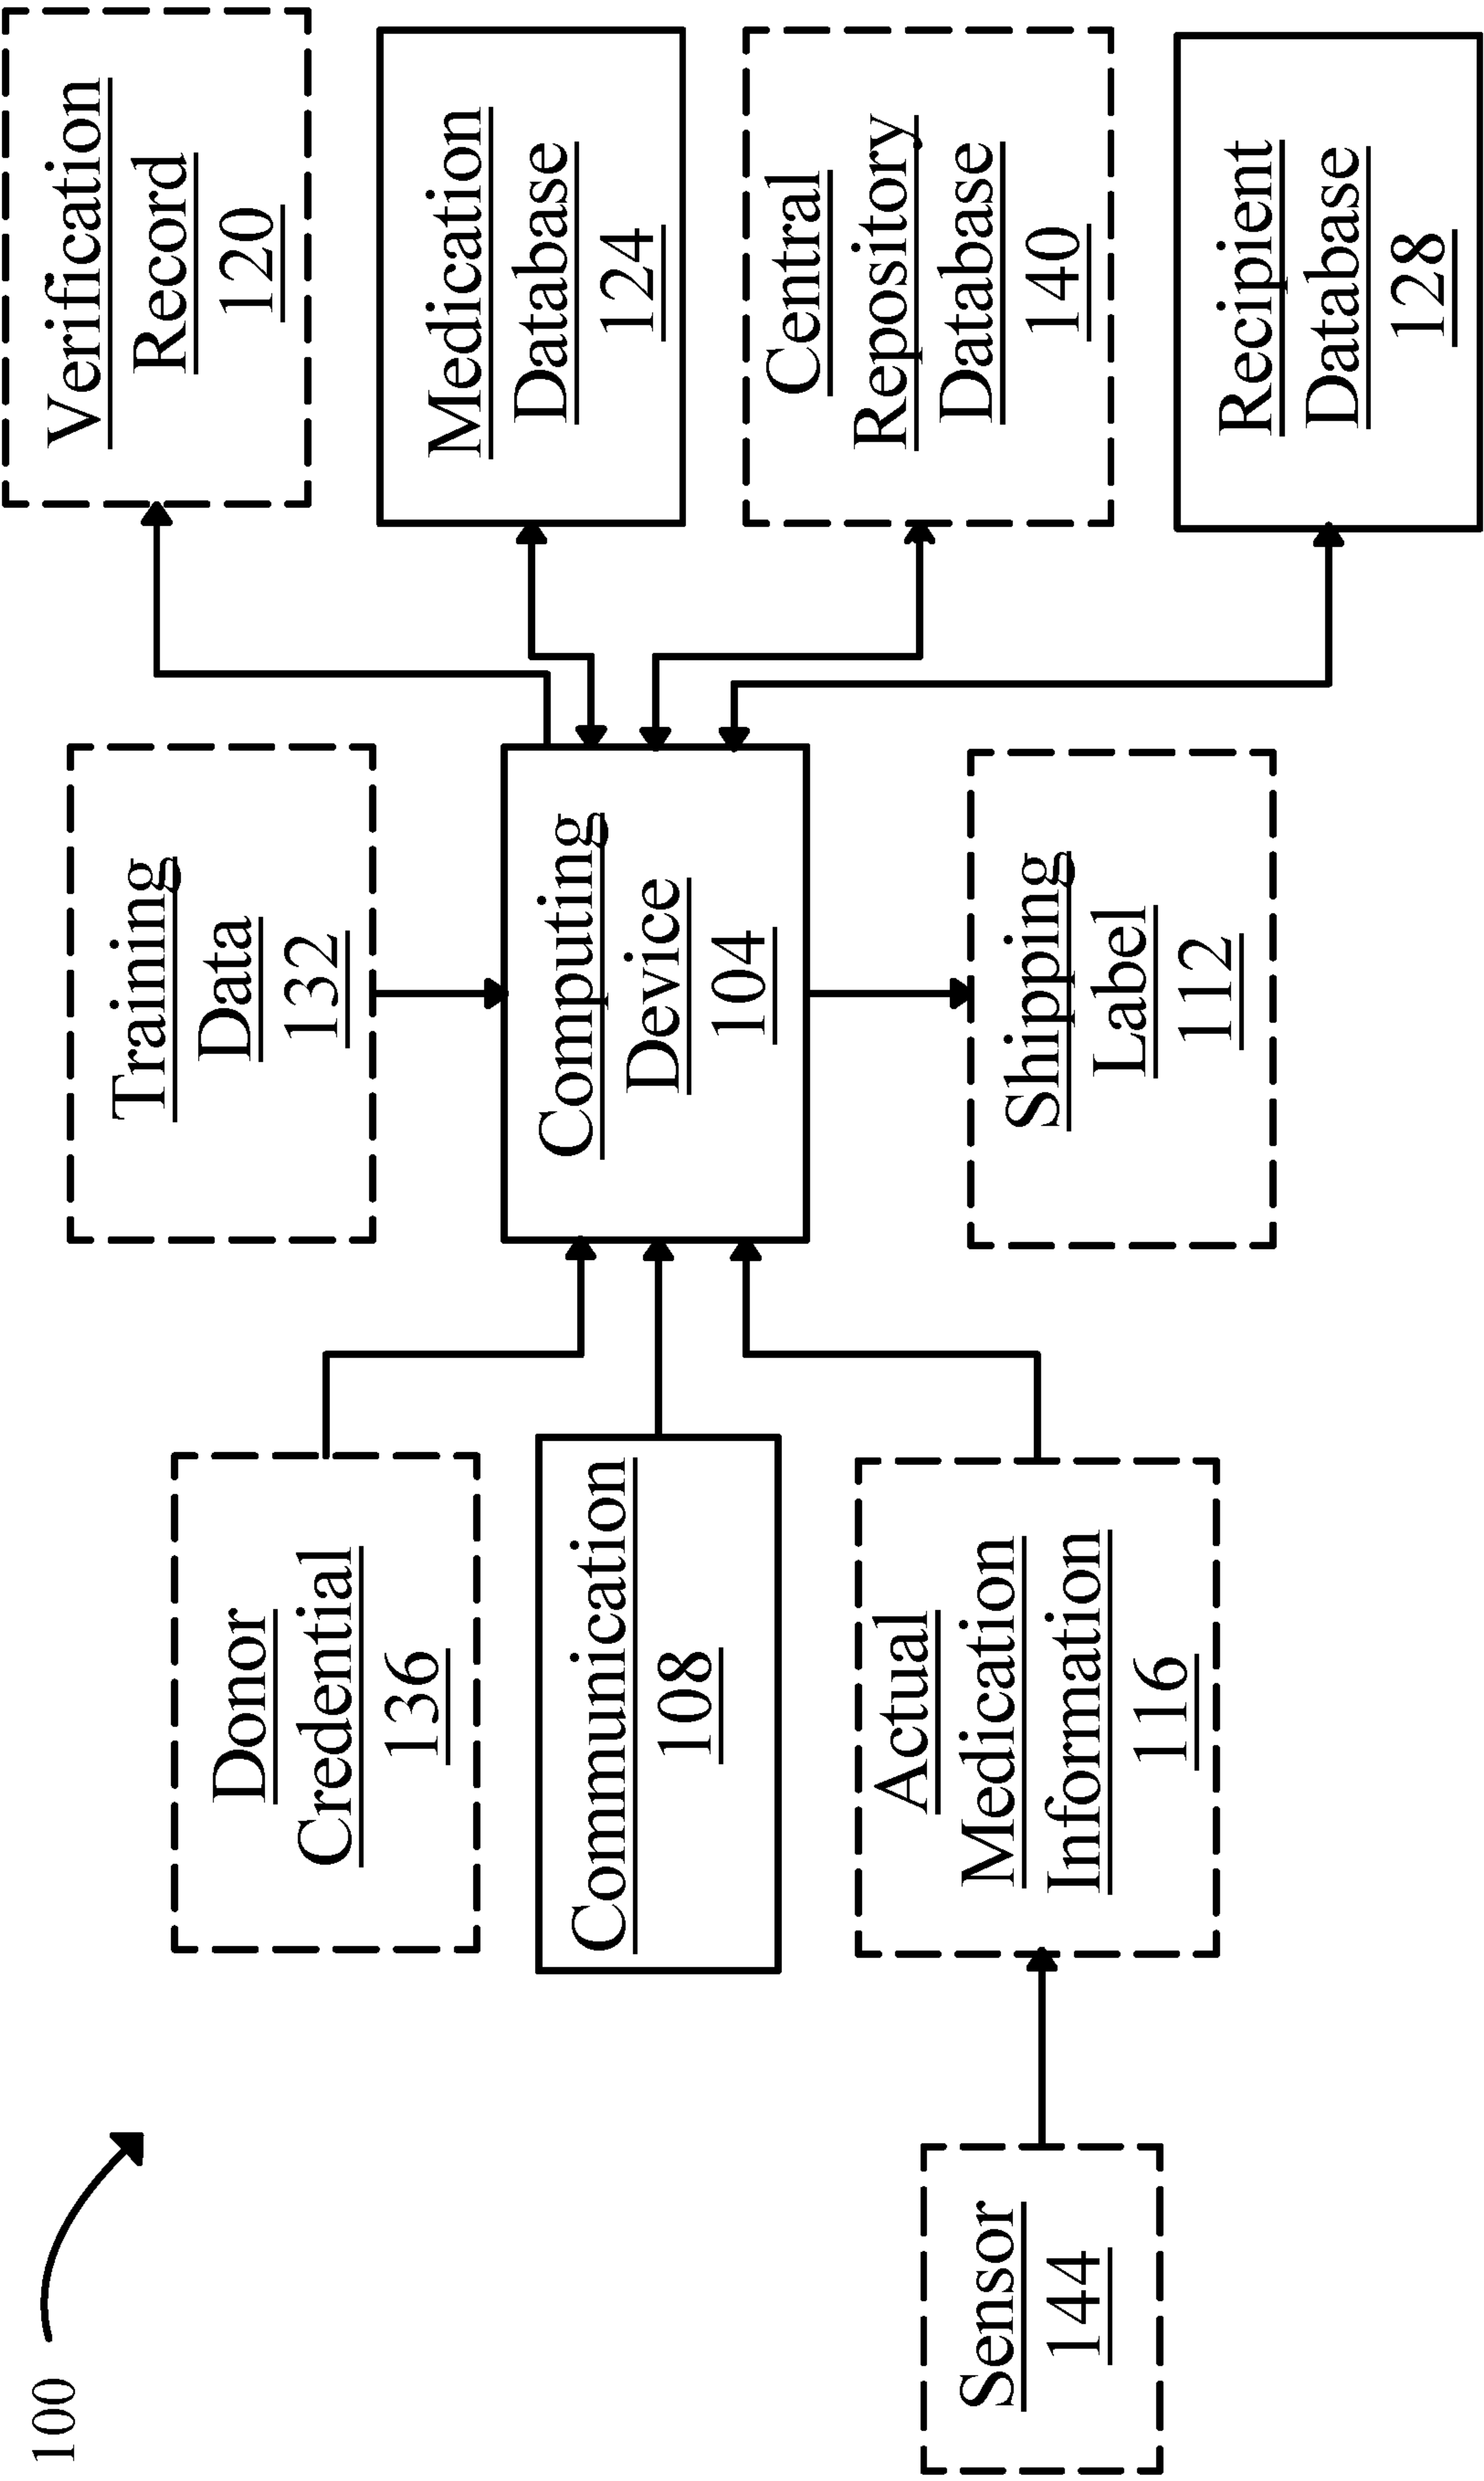 100
Sensor
144
Donor
Credential
136
Communication
108
Actual
Medication
Information
116
Training
Data
132
Computing
Device
104
Shipping
Label
112
Verification
Record
120
Medication
Database
124
Central
Repository
Database
140
Recipient
Database
128